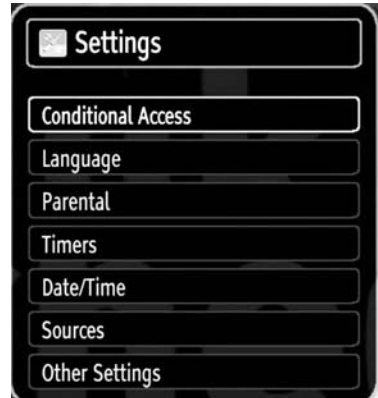 Settings
Conditional Access
Language
Parental
Timers
Date/Time
Sources
Other Settings